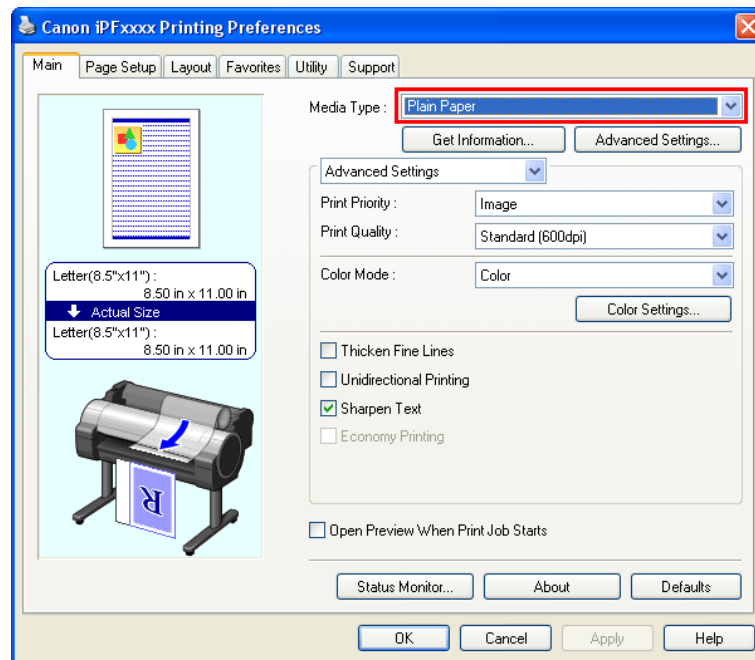 Canon iPFxxxx Printing Preferences
Main Page Setup Layout Favorites Utility Support
Media Type : Plain Paper
Get Information... Advanced Settings...
Advanced Settings
Print Priority : Image
Print Quality : Standard (600dpi)
Color Mode : Color
Color Settings...
Thicken Fine Lines
Unidirectional Printing
Sharpen Text
Economy Printing
Open Preview When Print Job Starts
Letter(8.5"x11") :
8.50 in x 11.00 in
Actual Size
Letter(8.5"x11") :
8.50 in x 11.00 in
R
Status Monitor... About Defaults
OK Cancel Apply Help